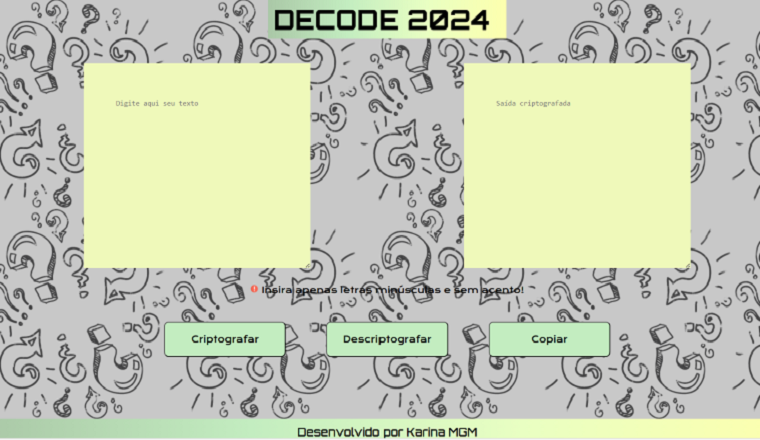 DECODE 2024
Digite aqui seu texto
Saída criptografada
Insira apenas letras minúsculas e sem acento!
Criptografar
Descriptografar
Copiar
Desenvolvido por Karina MGM